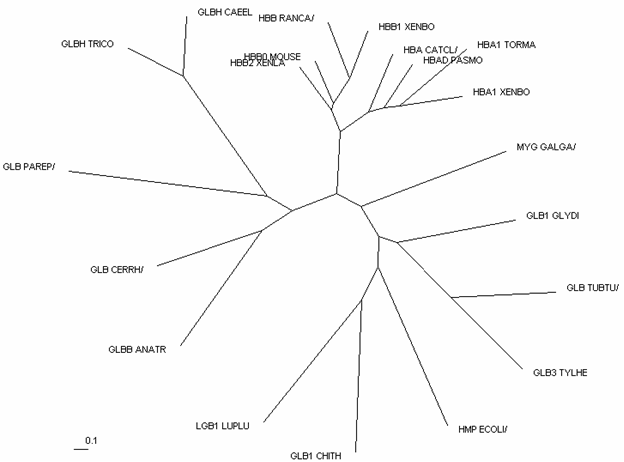 GLBH CAEEL
HBB RANCA/
HBB1 XENBO
GLBH TRICO
HBA CATCL/
HBA1 TORMA
HBB0 MOUSE
HBB2 XENLA
HBAD PASMO
HBA1 XENBO
MYG GALGA/
GLB PAREP/
GLB1 GLYDI
GLB CERRH/
GLB TUBTU/
GLBB ANATR
GLB3 TYLHE
LGB1 LUPLU
HMP ECOLI/
0.1
GLB1 CHITH